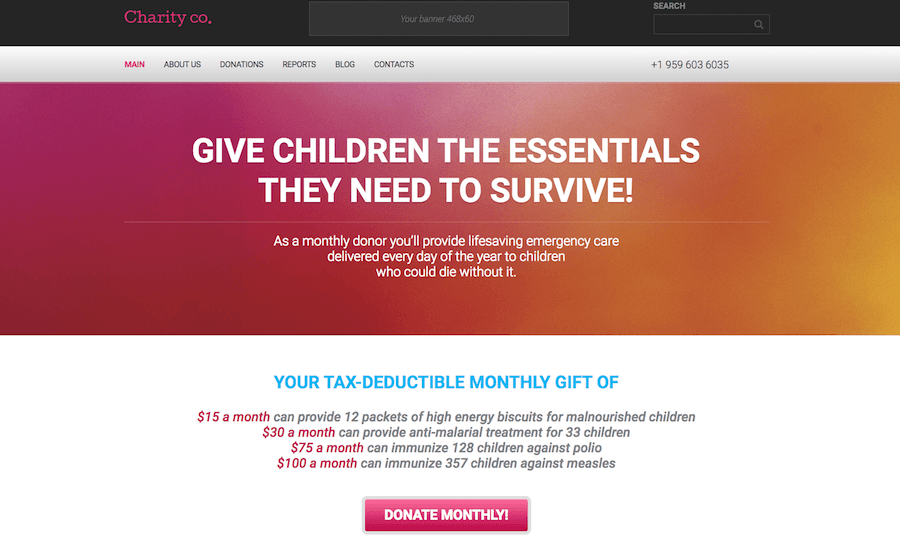 Charity co.
Your banner 468x60
SEARCH
MAIN ABOUT US DONATIONS REPORTS BLOG CONTACTS +1 959 603 6035
GIVE CHILDREN THE ESSENTIALS
THEY NEED TO SURVIVE!
As a monthly donor you'll provide lifesaving emergency care
delivered every day of the year to children
who could die without it.
YOUR TAX-DEDUCTIBLE MONTHLY GIFT OF
$15 a month can provide 12 packets of high energy biscuits for malnourished children
$30 a month can provide anti-malarial treatment for 33 children
$75 a month can immunize 128 children against polio
$100 a month can immunize 357 children against measles
DONATE MONTHLY!